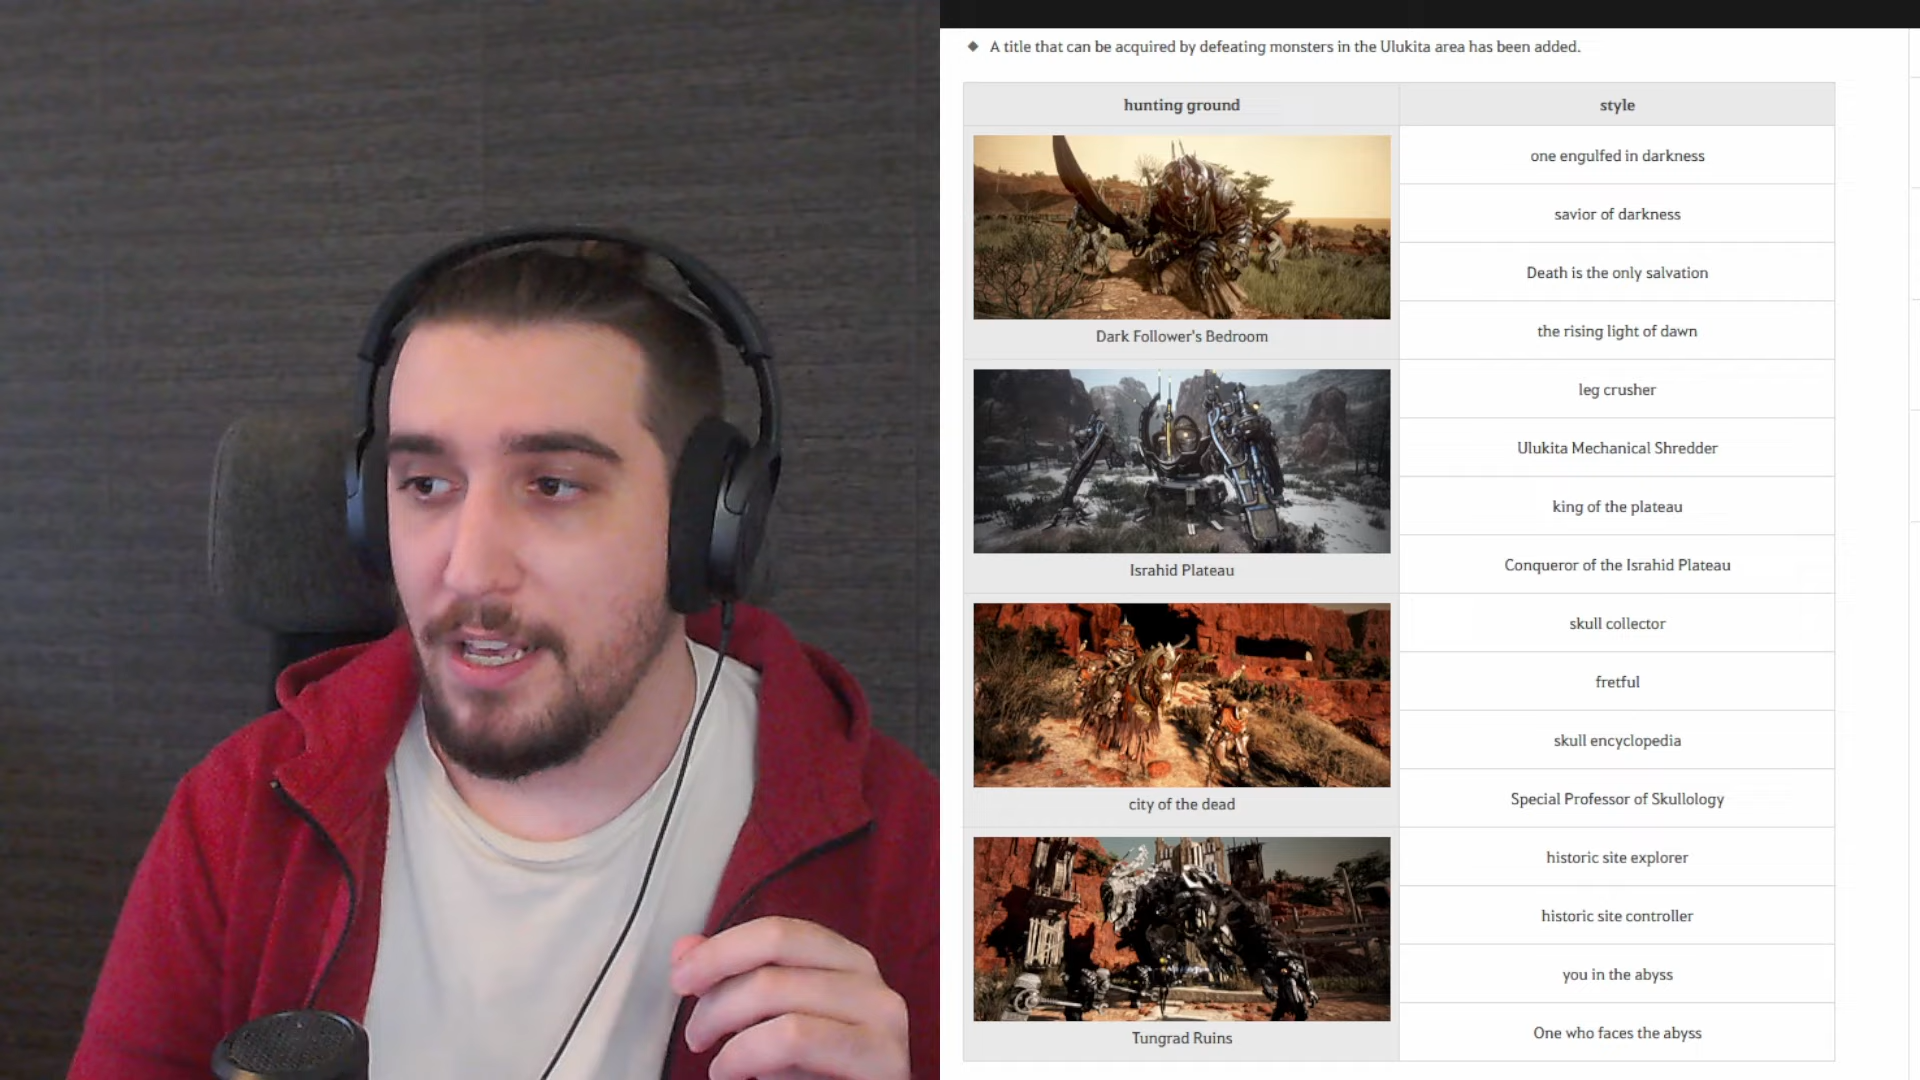 A title that can be acquired by defeating monsters in the Ulukita area has been added.
hunting ground
style
Dark Follower's Bedroom
one engulfed in darkness
savior of darkness
Death is the only salvation
the rising light of dawn
Israhid Plateau
leg crusher
Ulukita Mechanical Shredder
king of the plateau
Conqueror of the Israhid Plateau
city of the dead
skull collector
fretful
skull encyclopedia
Special Professor of Skullology
Tungrad Ruins
historic site explorer
historic site controller
you in the abyss
One who faces the abyss